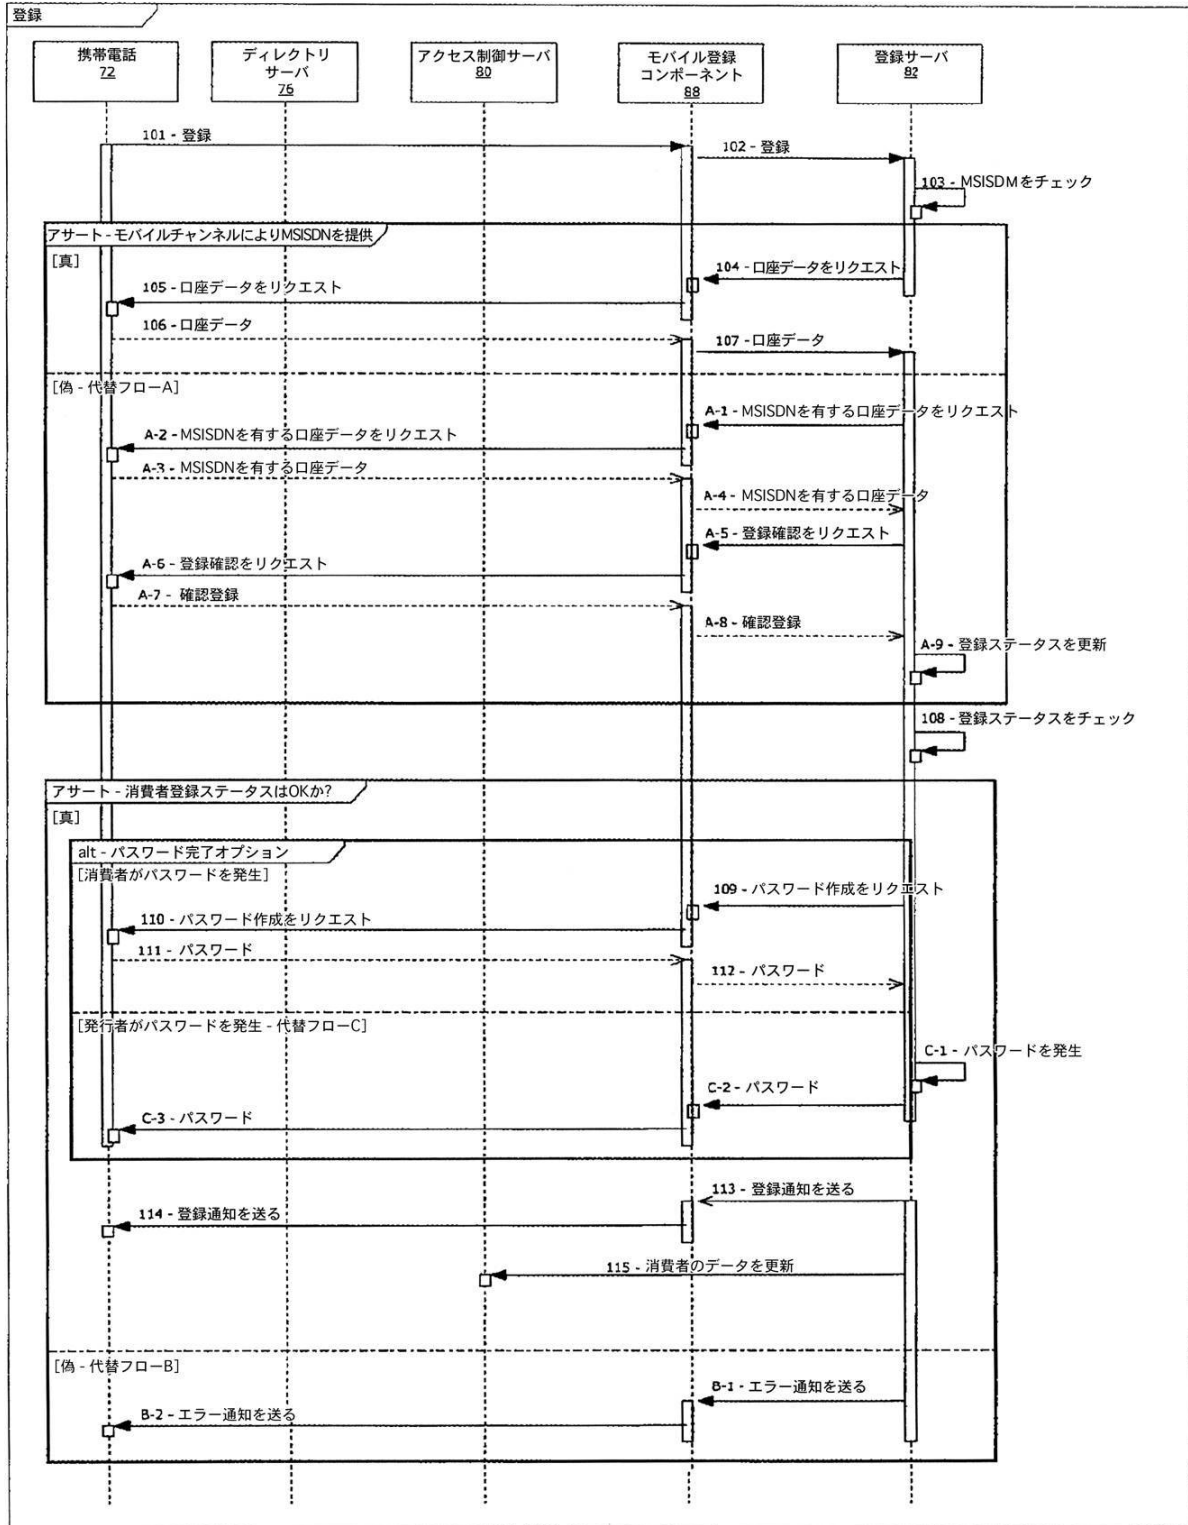 登録
携帯電話
72
ディレクトリ
サーバ
76
アクセス制御サーバ
80
モバイル登録
コンポーネント
88
登録サーバ
82
101 - 登録
102 - 登録
103 - MSISDMをチェック
アサート - モバイルチャンネルによりMSISDNを提供
[真]
104 - 口座データをリクエスト
105 - 口座データをリクエスト
106 - 口座データ
107 - 口座データ
[偽 - 代替フローA]
A-1 - MSISDNを有する口座データをリクエスト
A-2 - MSISDNを有する口座データをリクエスト
A-3 - MSISDNを有する口座データ
A-4 - MSISDNを有する口座データ
A-5 - 登録確認をリクエスト
A-6 - 登録確認をリクエスト
A-7 - 確認登録
A-8 - 確認登録
A-9 - 登録ステータスを更新
108 - 登録ステータスをチェック
アサート - 消費者登録ステータスはOKか?
[真]
alt - パスワード完了オプション
[消費者がパスワードを発生]
109 - パスワード作成をリクエスト
110 - パスワード作成をリクエスト
111 - パスワード
112 - パスワード
[発行者がパスワードを発生 - 代替フローC]
C-1 - パスワードを発生
C-2 - パスワード
C-3 - パスワード
113 - 登録通知を送る
114 - 登録通知を送る
115 - 消費者のデータを更新
[偽 - 代替フローB]
B-1 - エラー通知を送る
B-2 - エラー通知を送る